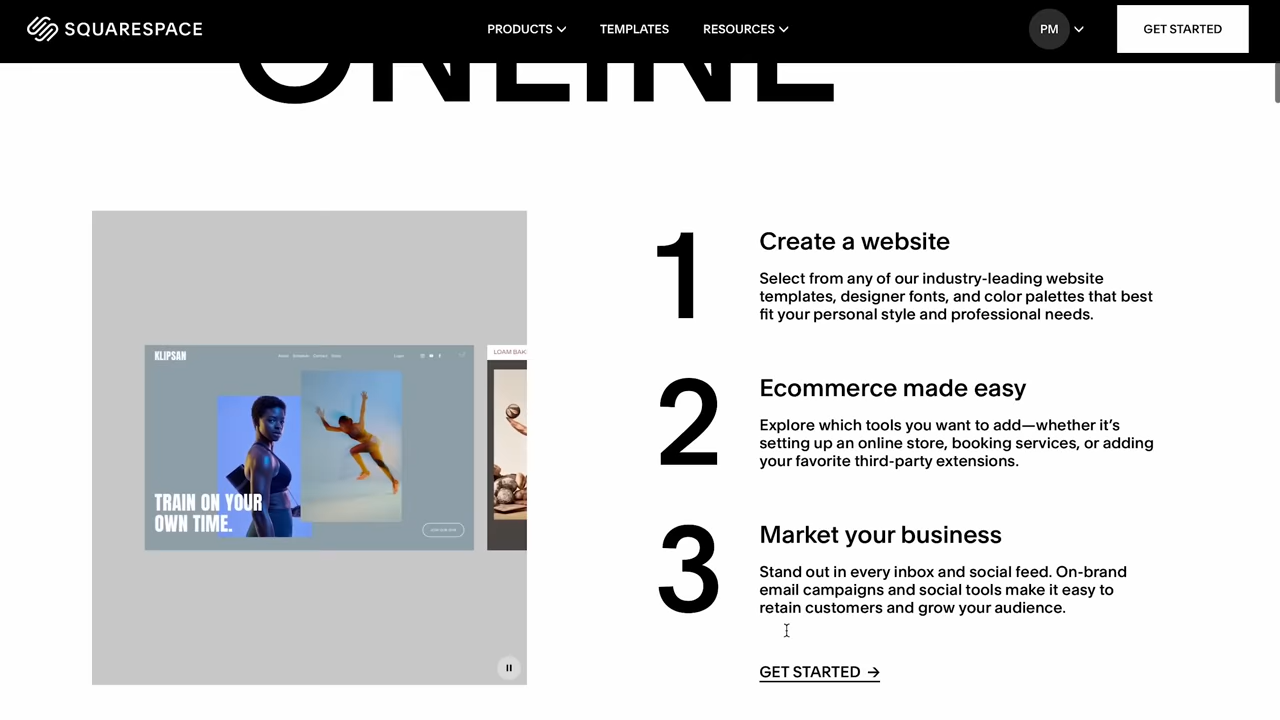 SQUARESPACE
PRODUCTS
TEMPLATES
RESOURCES
PM
GET STARTED
ONLINE
KLIPSAN
TRAIN ON YOUR
OWN TIME.
LOAM BAK
1
Create a website
Select from any of our industry-leading website
templates, designer fonts, and color palettes that best
fit your personal style and professional needs.
2
Ecommerce made easy
Explore which tools you want to add—whether it’s
setting up an online store, booking services, or adding
your favorite third-party extensions.
3
Market your business
Stand out in every inbox and social feed. On-brand
email campaigns and social tools make it easy to
retain customers and grow your audience.
GET STARTED →